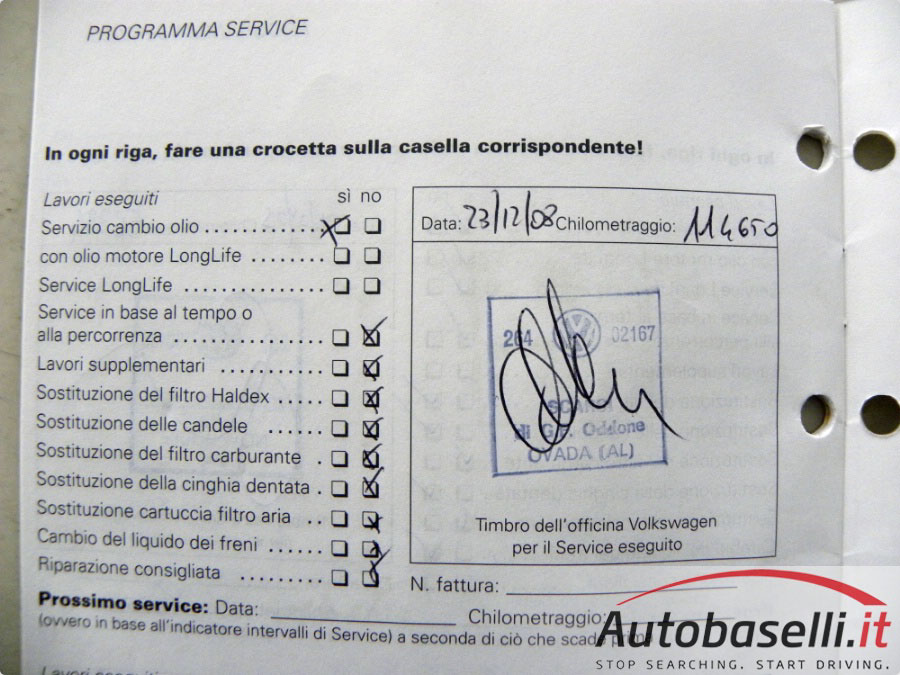 PROGRAMMA SERVICE
In ogni riga, fare una crocetta sulla casella corrispondente!
Lavori eseguiti sì no
Servizio cambio olio
con olio motore LongLife
Service LongLife
Service in base al tempo o
alla percorrenza
Lavori supplementari
Sostituzione del filtro Haldex
Sostituzione delle candele
Sostituzione del filtro carburante
Sostituzione della cinghia dentata
Sostituzione cartuccia filtro aria
Cambio del liquido dei freni
Riparazione consigliata
Data: 23/12/08 Chilometraggio: 114650
264 02167
di G.F. Oddone
OVADA (AL)
Timbro dell'officina Volkswagen
per il Service eseguito
N. fattura:
Prossimo service: Data: Chilometraggio:
(ovvero in base all'indicatore intervalli di Service) a seconda di ciò che scade prima
Lavori eseguiti
Autobaselli.it
STOP SEARCHING. START DRIVING.